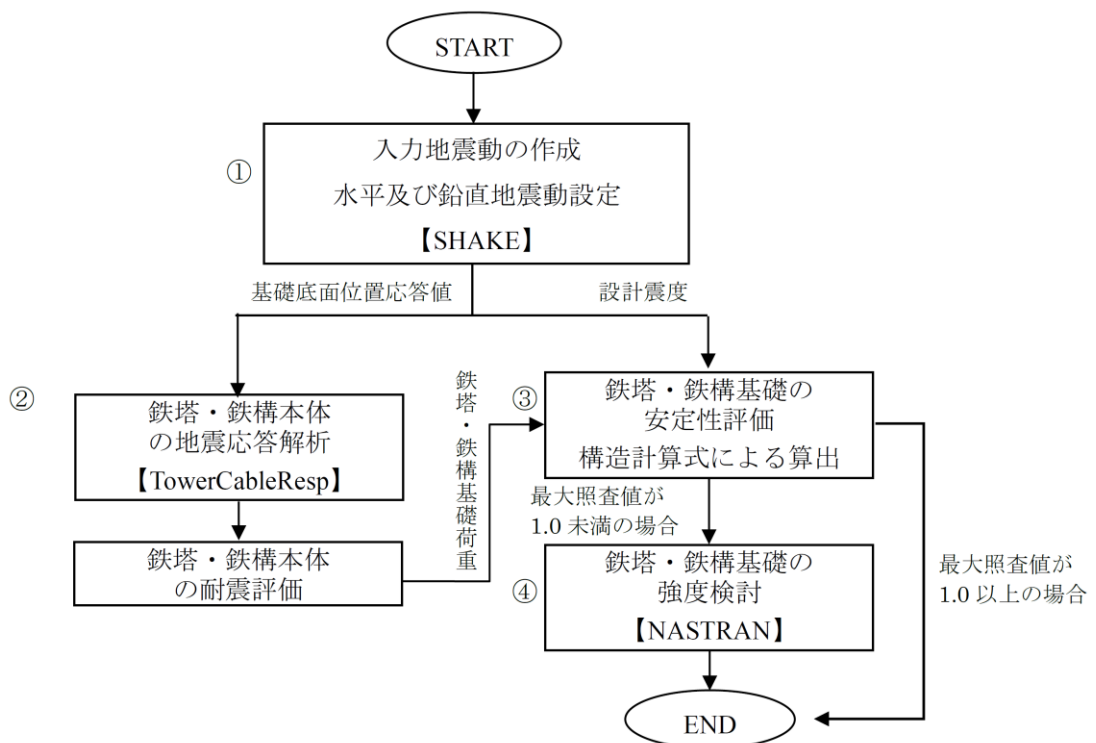 START
①
入力地震動の作成
水平及び鉛直地震動設定
【SHAKE】
基礎底面位置応答値
設計震度
②
鉄塔・鉄構本体
の地震応答解析
【TowerCableResp】
鉄塔・鉄構本体
の耐震評価
鉄塔・鉄構基礎荷重
③
鉄塔・鉄構基礎の
安定性評価
構造計算式による算出
最大照査値が
1.0 未満の場合
④
鉄塔・鉄構基礎の
強度検討
【NASTRAN】
最大照査値が
1.0 以上の場合
END